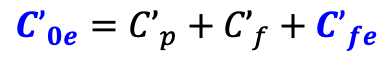 C’0e = C’p + C’f + C’fe